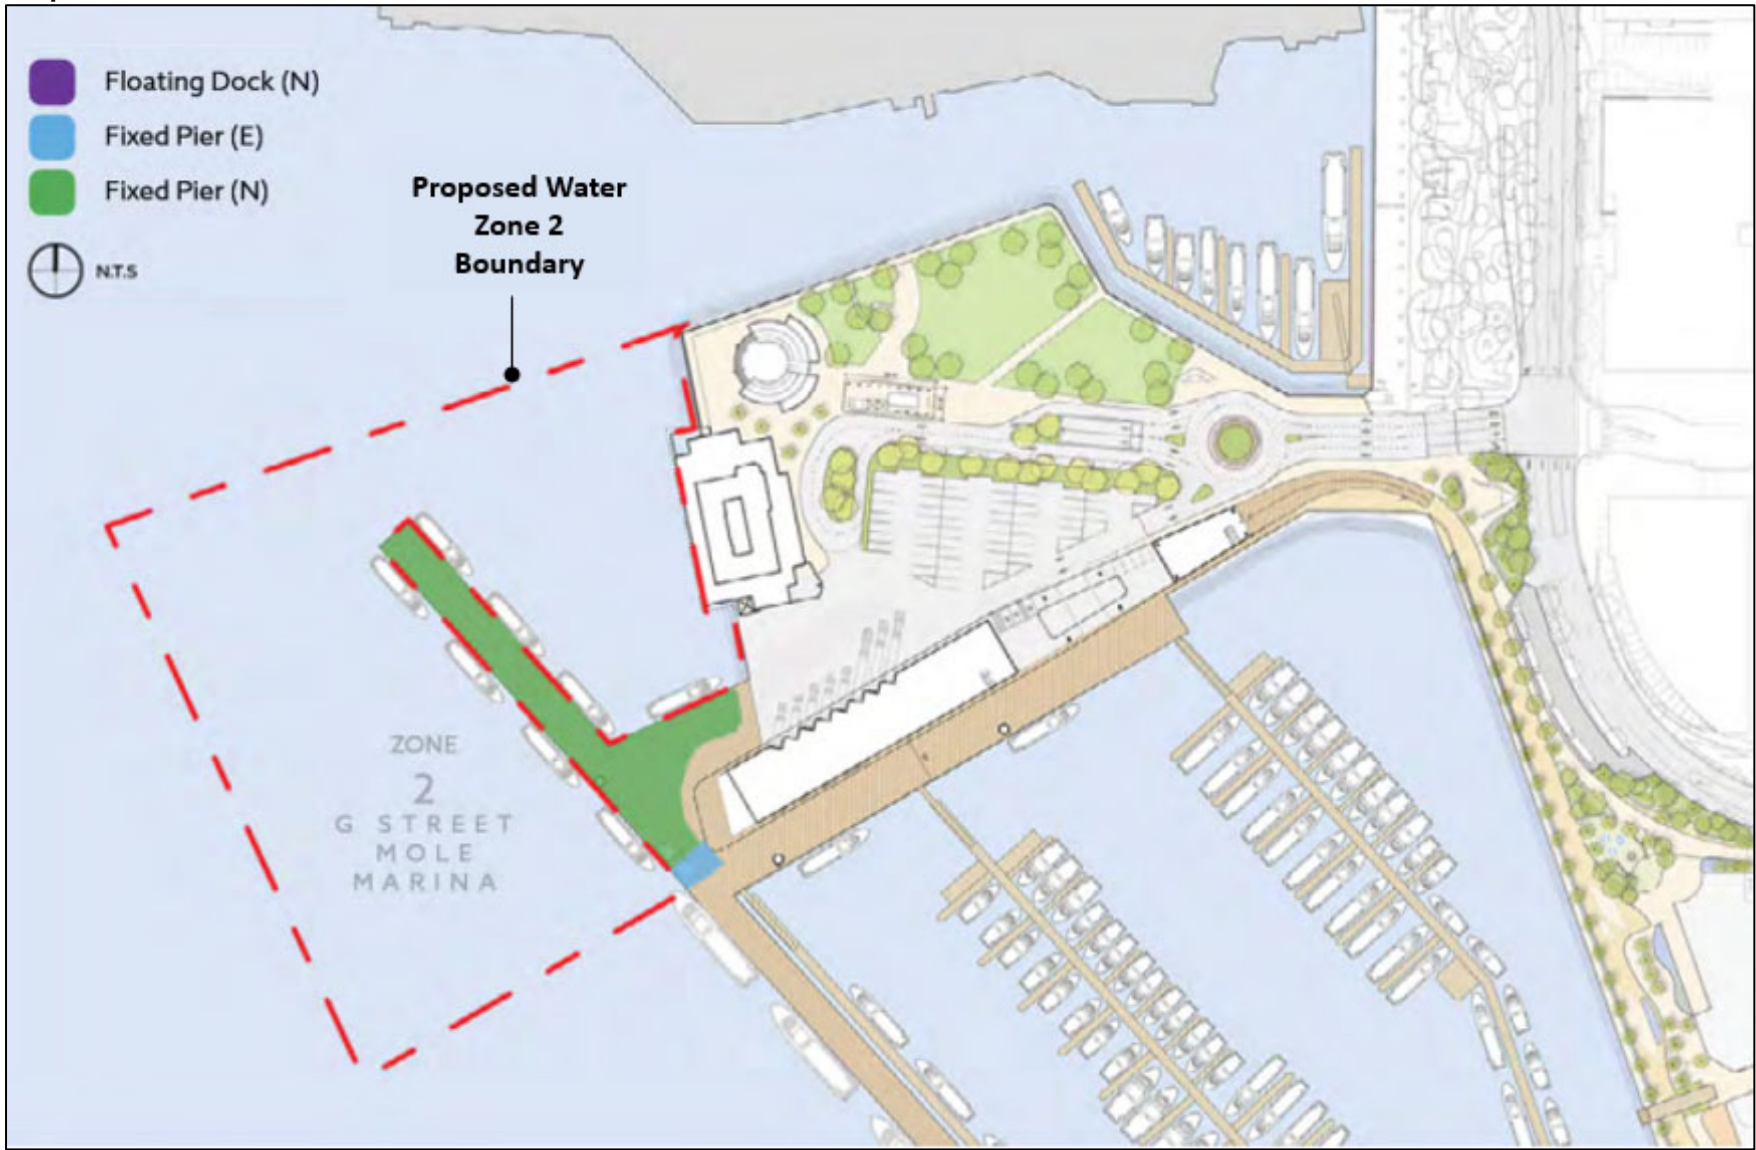 Floating Dock (N)
Fixed Pier (E)
Fixed Pier (N)
N.T.S
Proposed Water
Zone 2
Boundary
ZONE
2
G STREET
MOLE
MARINA